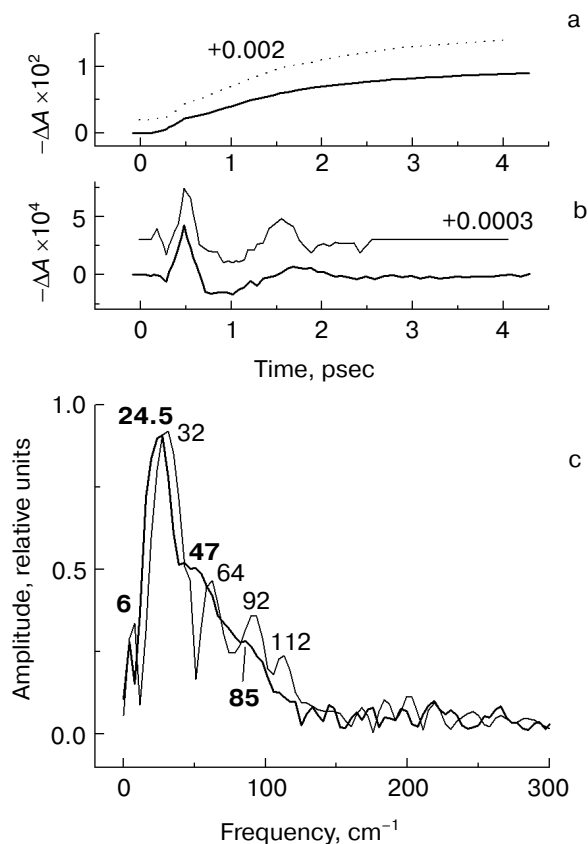 a
+0.002
−ΔA ×10²
1
0
0 1 2 3 4
b
+0.0003
−ΔA ×10⁴
5
0
0 1 2 3 4
Time, psec
c
Amplitude, relative units
1.0
0.5
0.0
24.5
32
47
64
6
92
112
85
0 100 200 300
Frequency, cm⁻¹